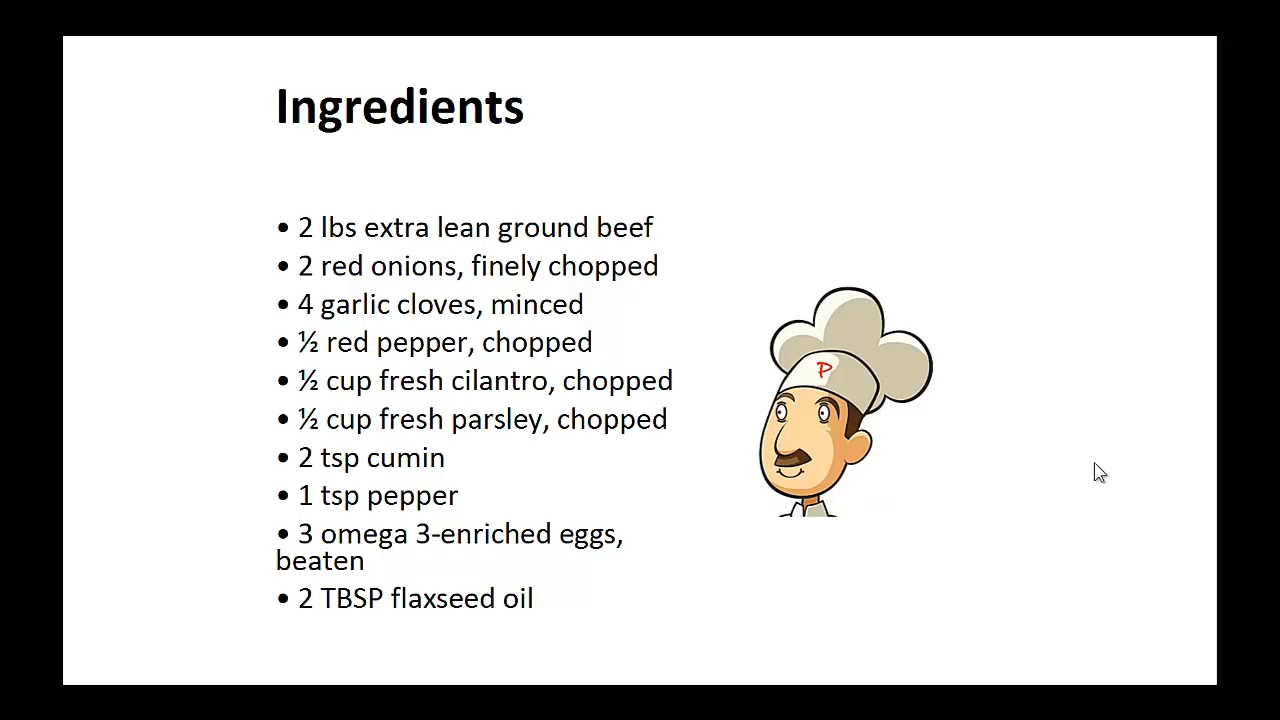 Ingredients
• 2 lbs extra lean ground beef
• 2 red onions, finely chopped
• 4 garlic cloves, minced
• ½ red pepper, chopped
• ½ cup fresh cilantro, chopped
• ½ cup fresh parsley, chopped
• 2 tsp cumin
• 1 tsp pepper
• 3 omega 3-enriched eggs,
beaten
• 2 TBSP flaxseed oil
P